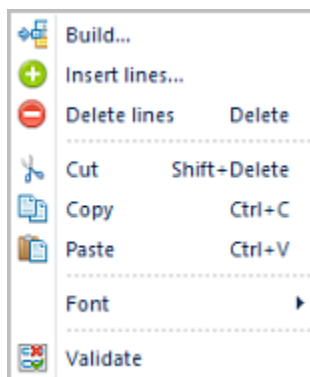 Build...
Insert lines...
Delete lines Delete
Cut Shift+Delete
Copy Ctrl+C
Paste Ctrl+V
Font
Validate